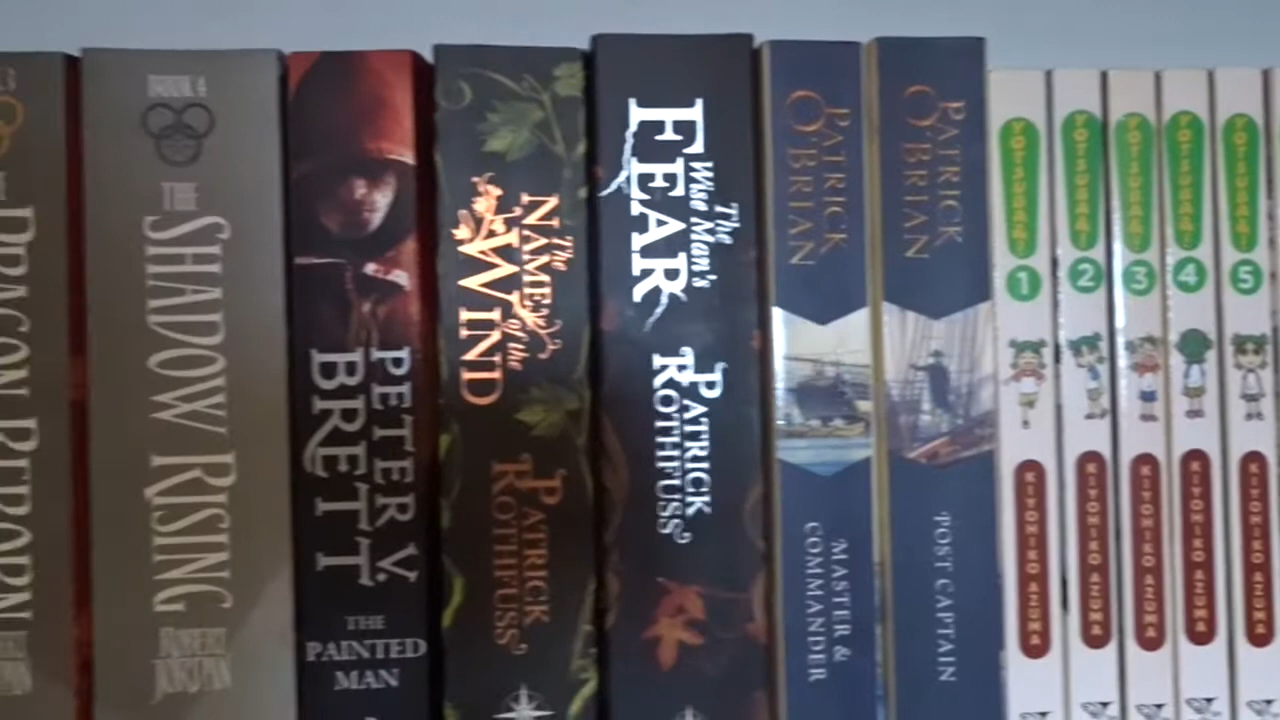 3
THE
DRAGON REBORN
BOOK 4
THE
SHADOW RISING
ROBERT
JORDAN
PETER V.
BRETT
THE
PAINTED
MAN
The
NAME of the
WIND
PATRICK
ROTHFUSS
The
Wise Man's
FEAR
PATRICK
ROTHFUSS
PATRICK
O'BRIAN
MASTER &
COMMANDER
PATRICK
O'BRIAN
POST CAPTAIN
YOTSUBA&!
1
KIYOHIKO AZUMA
YOTSUBA&!
2
KIYOHIKO AZUMA
YOTSUBA&!
3
KIYOHIKO AZUMA
YOTSUBA&!
4
KIYOHIKO AZUMA
YOTSUBA&!
5
KIYOHIKO AZUMA